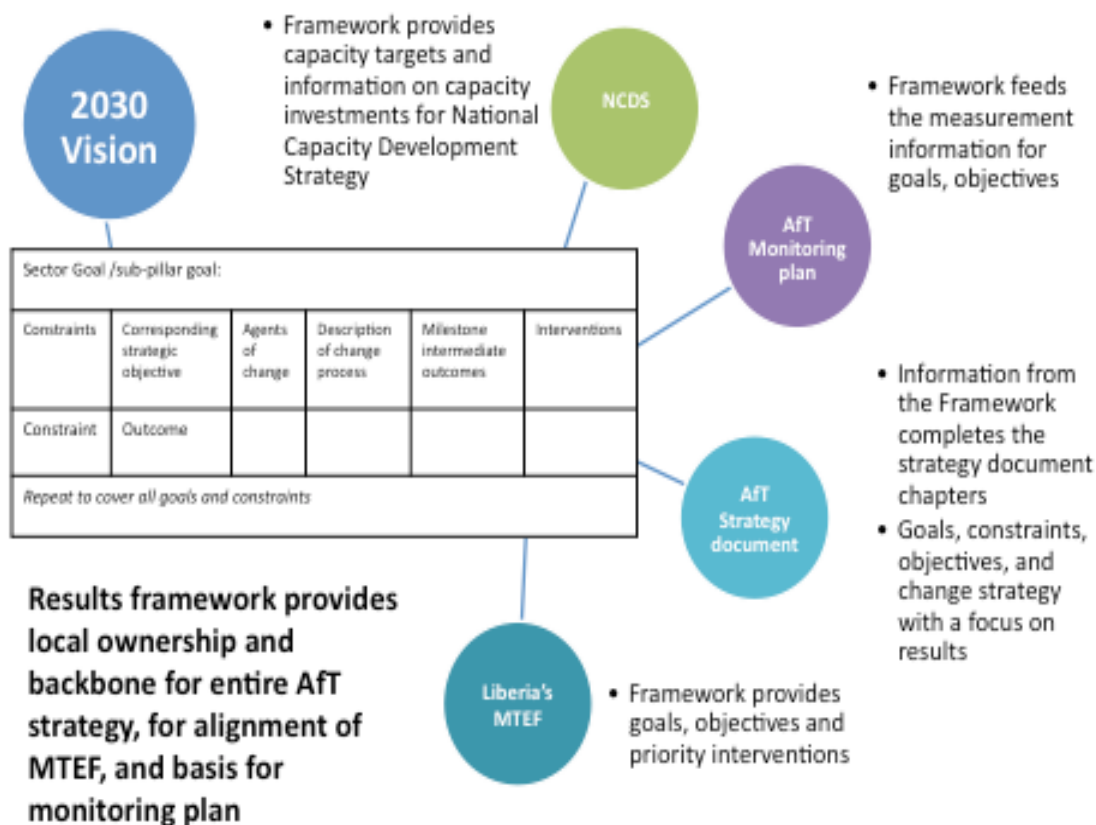 2030
Vision
• Framework provides
capacity targets and
information on capacity
investments for National
Capacity Development
Strategy
NCDS
• Framework feeds
the measurement
information for
goals, objectives
AfT
Monitoring
plan
Sector Goal /sub-pillar goal:
Constraints
Corresponding
strategic
objective
Agents
of
change
Description
of change
process
Milestone
intermediate
outcomes
Interventions
Constraint
Outcome
Repeat to cover all goals and constraints
• Information from
the Framework
completes the
strategy document
chapters
• Goals, constraints,
objectives, and
change strategy
with a focus on
results
AfT
Strategy
document
Results framework provides
local ownership and
backbone for entire AfT
strategy, for alignment of
MTEF, and basis for
monitoring plan
Liberia's
MTEF
• Framework provides
goals, objectives and
priority interventions